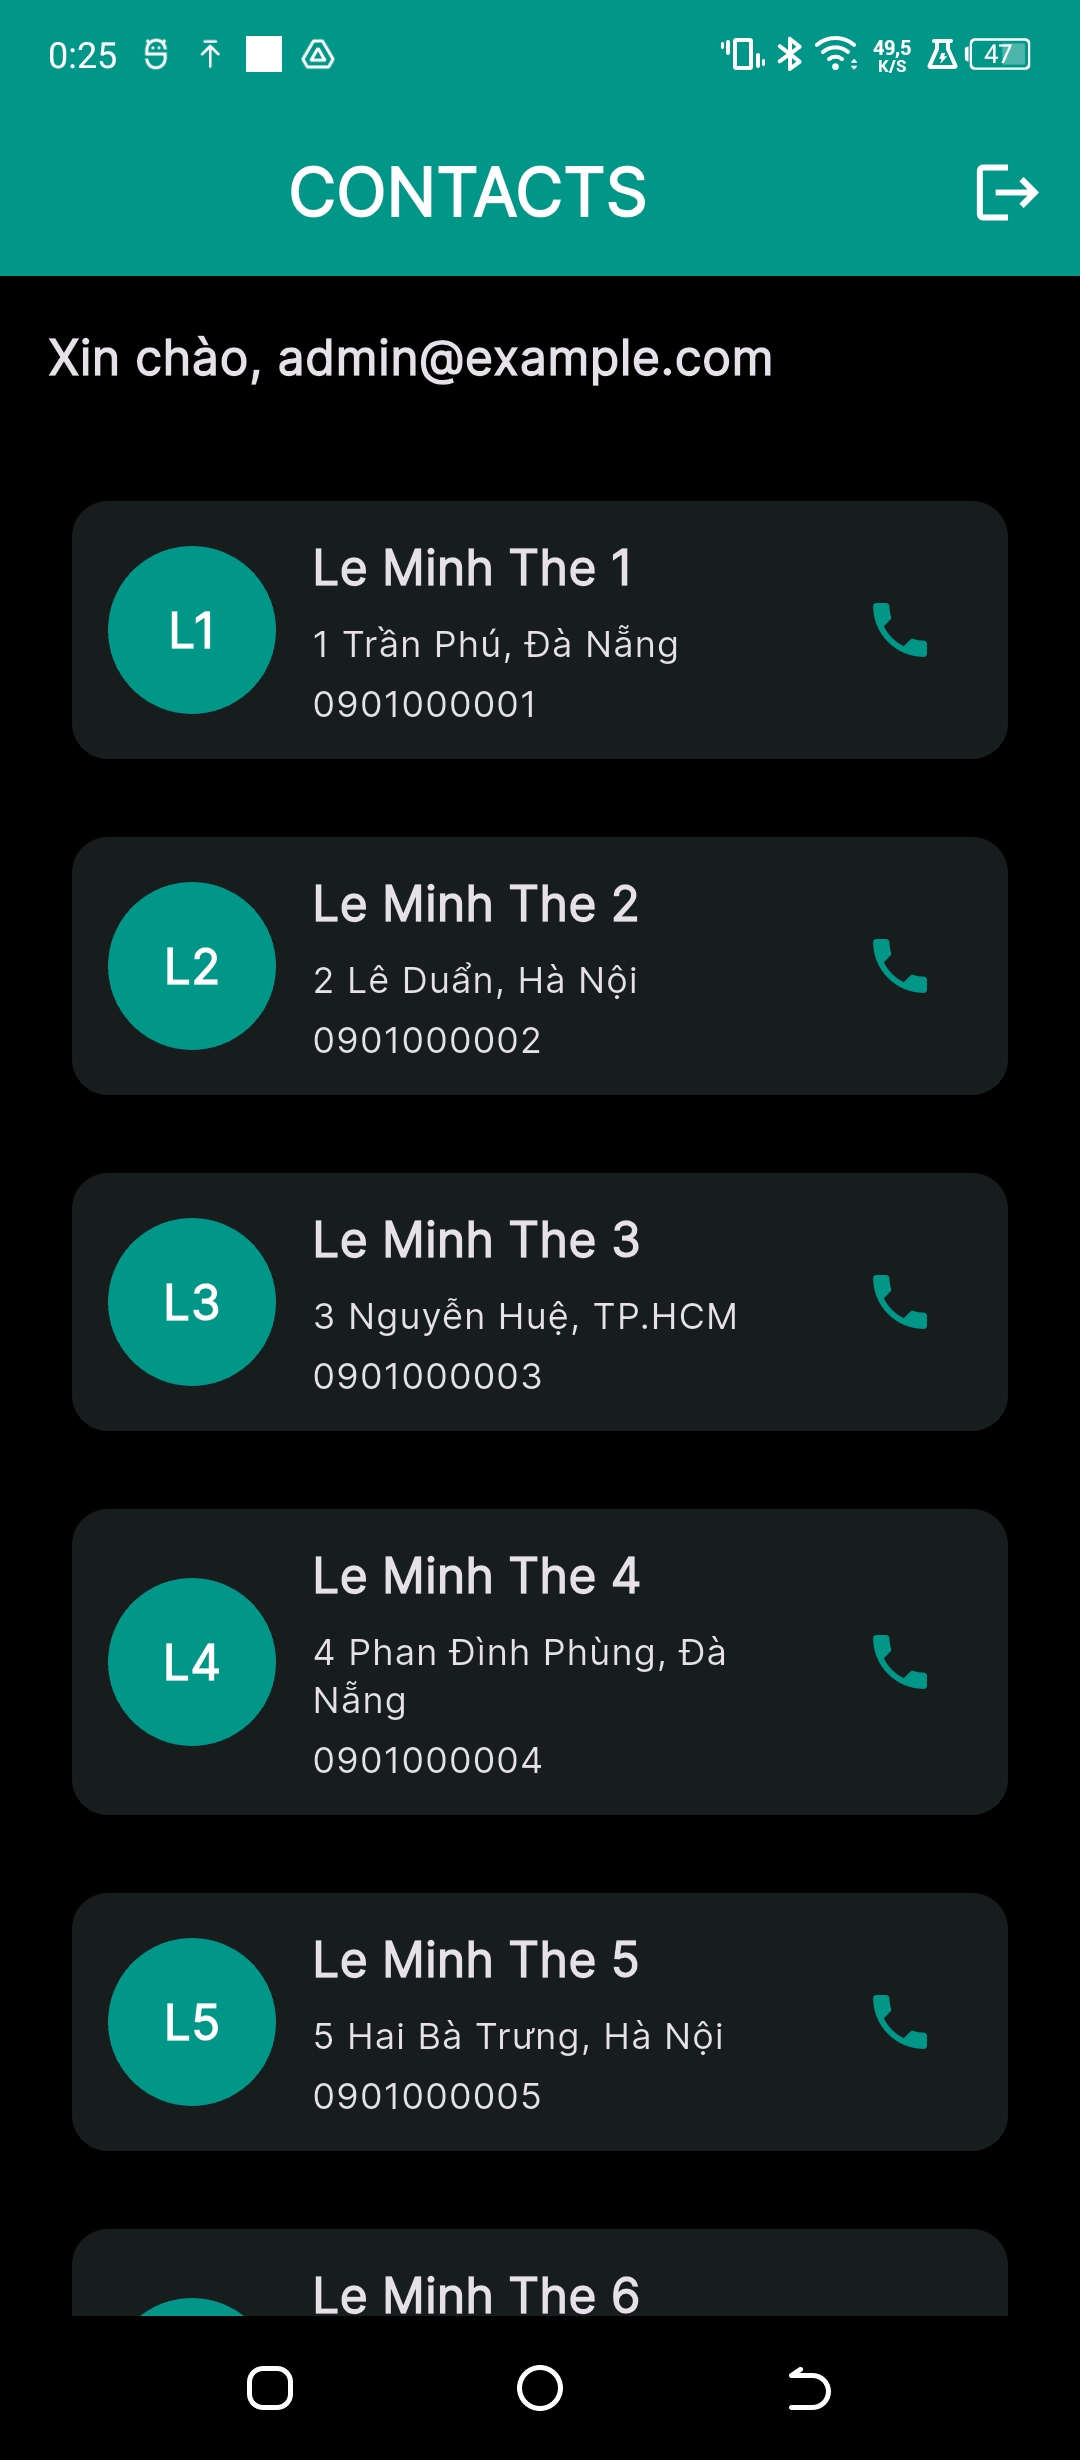 0:25
49,5
K/S
47
CONTACTS
Xin chào, admin@example.com
L1
Le Minh The 1
1 Trần Phú, Đà Nẵng
0901000001
L2
Le Minh The 2
2 Lê Duẩn, Hà Nội
0901000002
L3
Le Minh The 3
3 Nguyễn Huệ, TP.HCM
0901000003
L4
Le Minh The 4
4 Phan Đình Phùng, Đà
Nẵng
0901000004
L5
Le Minh The 5
5 Hai Bà Trưng, Hà Nội
0901000005
Le Minh The 6